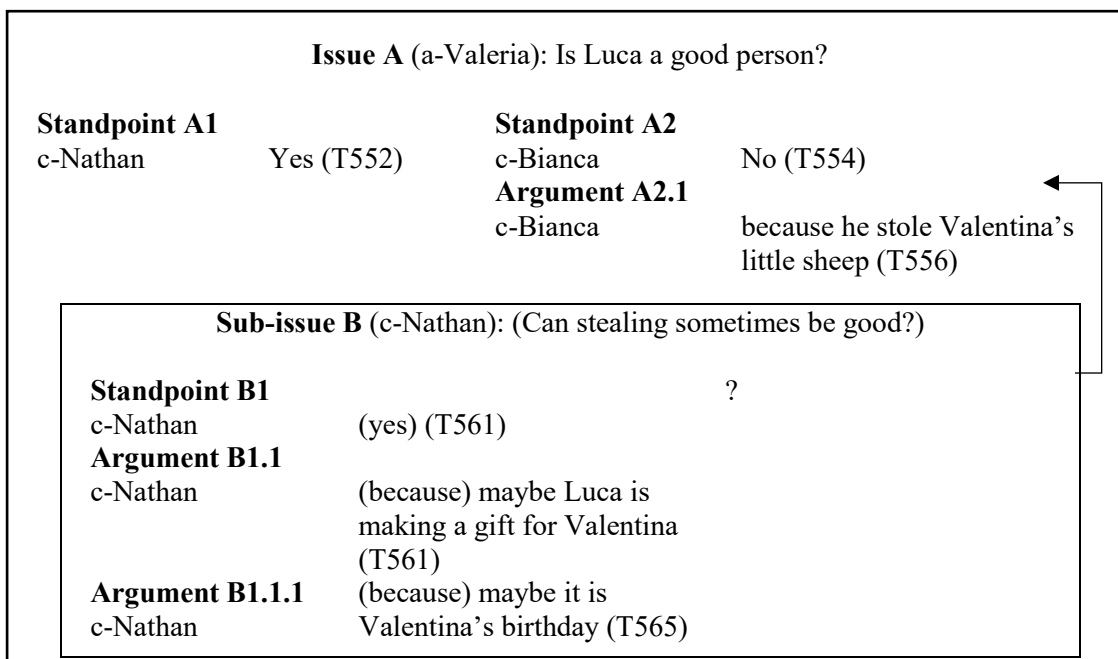 Issue A (a-Valeria): Is Luca a good person?
Standpoint A1 Standpoint A2
c-Nathan Yes (T552) c-Bianca No (T554)
Argument A2.1
c-Bianca because he stole Valentina’s
little sheep (T556)
Sub-issue B (c-Nathan): (Can stealing sometimes be good?)
Standpoint B1 ?
c-Nathan (yes) (T561)
Argument B1.1
c-Nathan (because) maybe Luca is
making a gift for Valentina
(T561)
Argument B1.1.1 (because) maybe it is
c-Nathan Valentina’s birthday (T565)